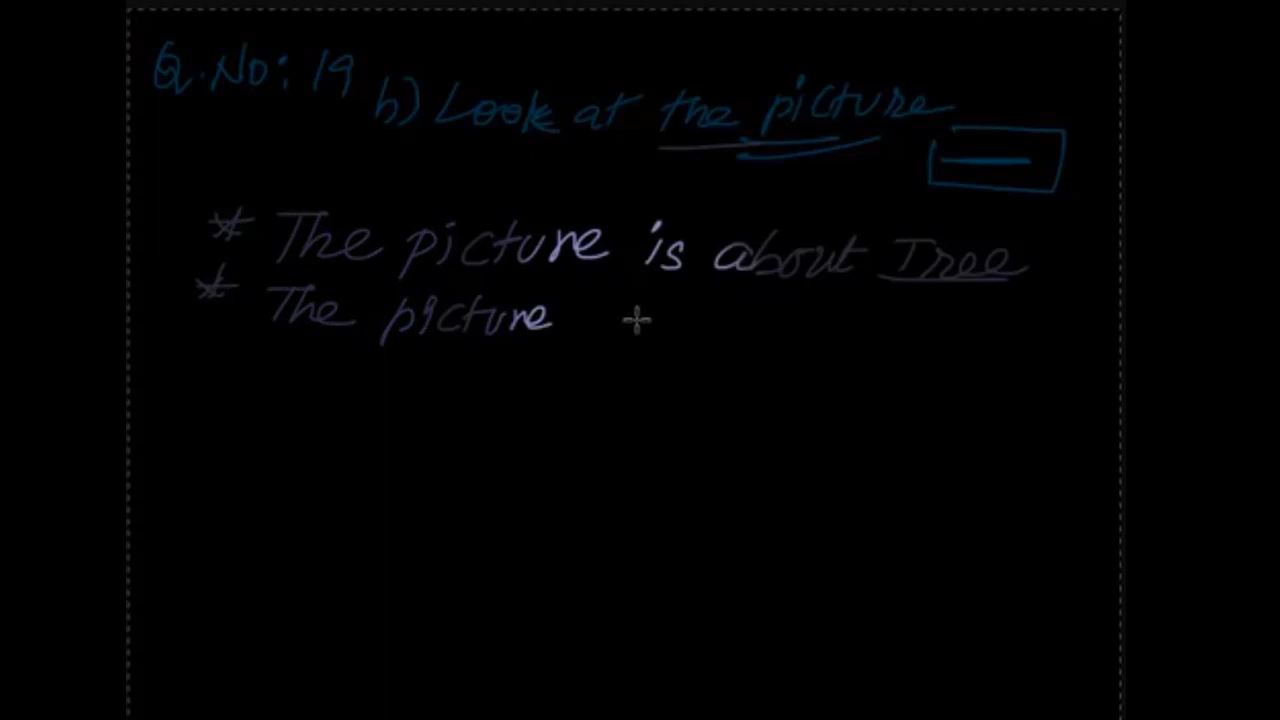 Q.No: 19
b) Look at the picture
* The picture is about Tree
* The picture